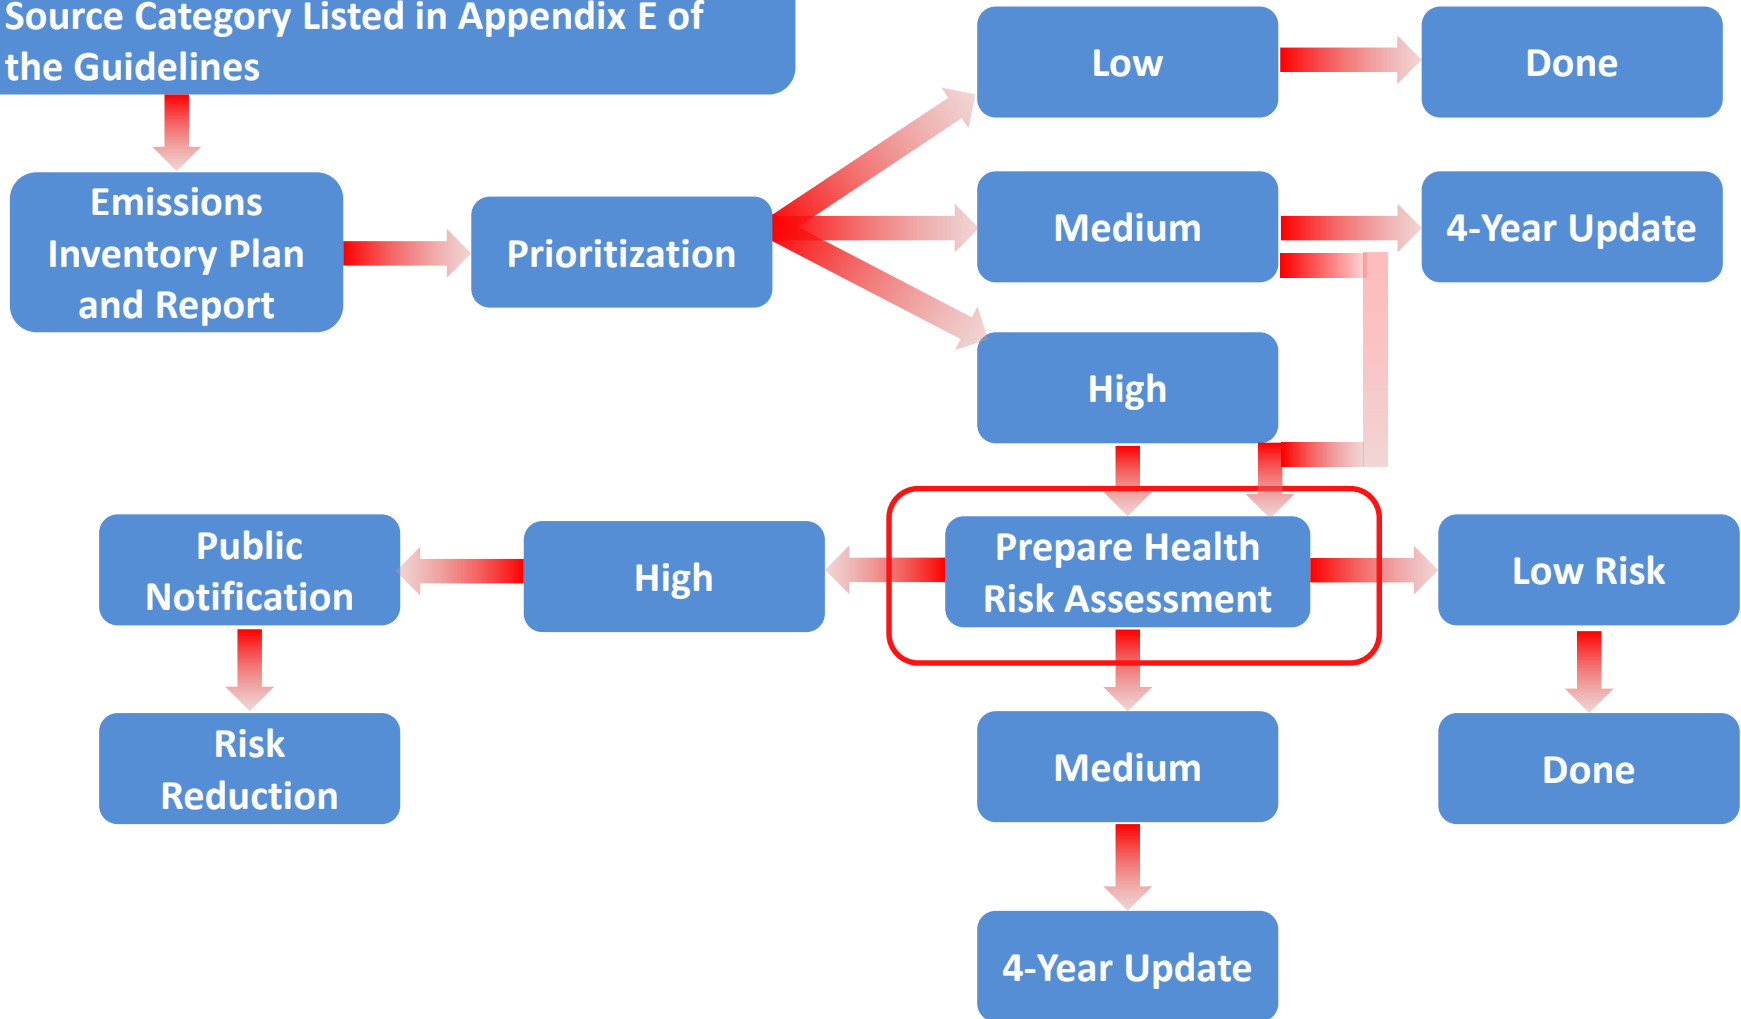 Source Category Listed in Appendix E of
the Guidelines
Low
Done
Emissions
Inventory Plan
and Report
Prioritization
Medium
4-Year Update
High
Public
Notification
High
Prepare Health
Risk Assessment
Low Risk
Risk
Reduction
Medium
Done
4-Year Update